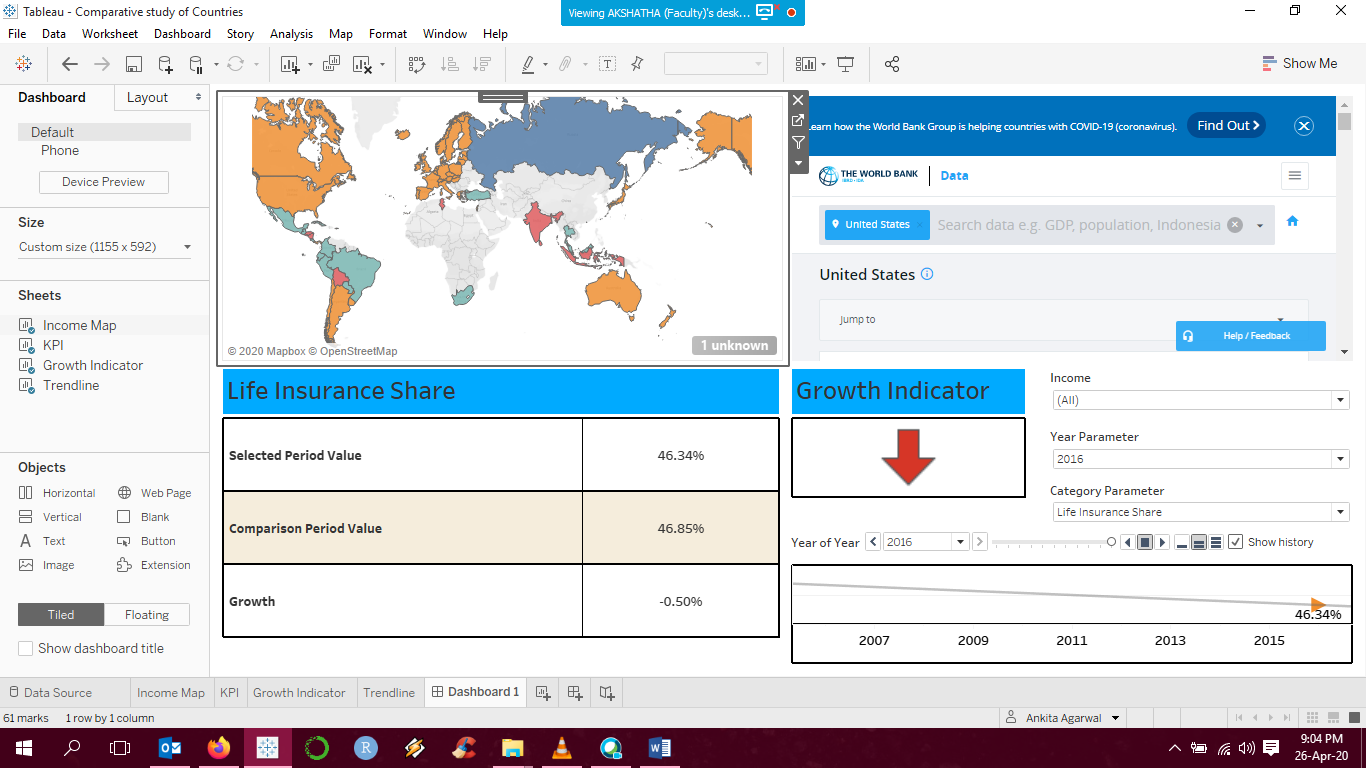 Tableau - Comparative study of Countries
Viewing AKSHATHA (Faculty)'s desk...
File Data Worksheet Dashboard Story Analysis Map Format Window Help
Show Me
Dashboard
Layout
Default
Phone
Device Preview
Size
Custom size (1155 x 592)
Sheets
Income Map
KPI
Growth Indicator
Trendline
Objects
Horizontal
Web Page
Vertical
Blank
Text
Button
Image
Extension
Tiled
Floating
Show dashboard title
© 2020 Mapbox © OpenStreetMap
1 unknown
earn how the World Bank Group is helping countries with COVID-19 (coronavirus).
Find Out
THE WORLD BANK
IBRD • IDA
Data
United States
Search data e.g. GDP, population, Indonesia
United States
Jump to
Help / Feedback
Life Insurance Share
Selected Period Value 46.34%
Comparison Period Value 46.85%
Growth -0.50%
Growth Indicator
Income
(All)
Year Parameter
2016
Category Parameter
Life Insurance Share
Year of Year
2016
Show history
46.34%
2007 2009 2011 2013 2015
Data Source
Income Map
KPI
Growth Indicator
Trendline
Dashboard 1
61 marks
1 row by 1 column
Ankita Agarwal
9:04 PM
26-Apr-20